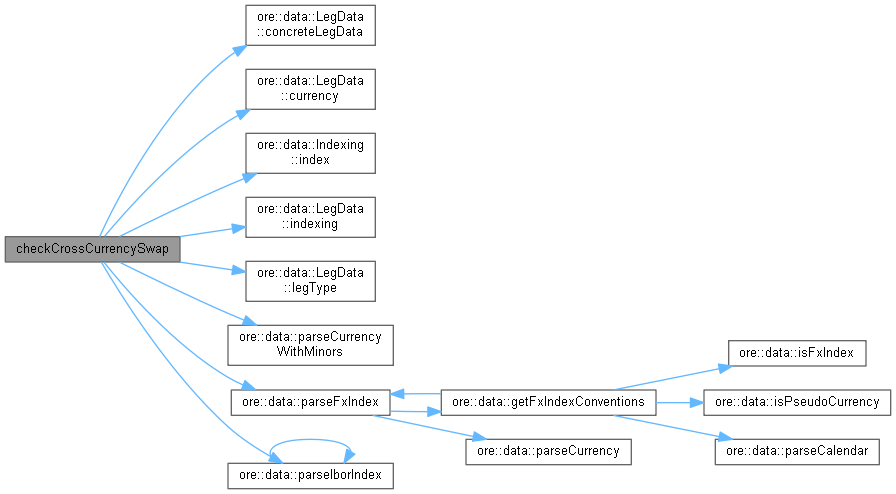 ore::data::LegData
::concreteLegData
ore::data::LegData
::currency
ore::data::Indexing
::index
ore::data::LegData
::indexing
checkCrossCurrencySwap
ore::data::LegData
::legType
ore::data::parseCurrency
WithMinors
ore::data::isFxIndex
ore::data::parseFxIndex
ore::data::getFxIndexConventions
ore::data::isPseudoCurrency
ore::data::parseCurrency
ore::data::parseCalendar
ore::data::parseIborIndex